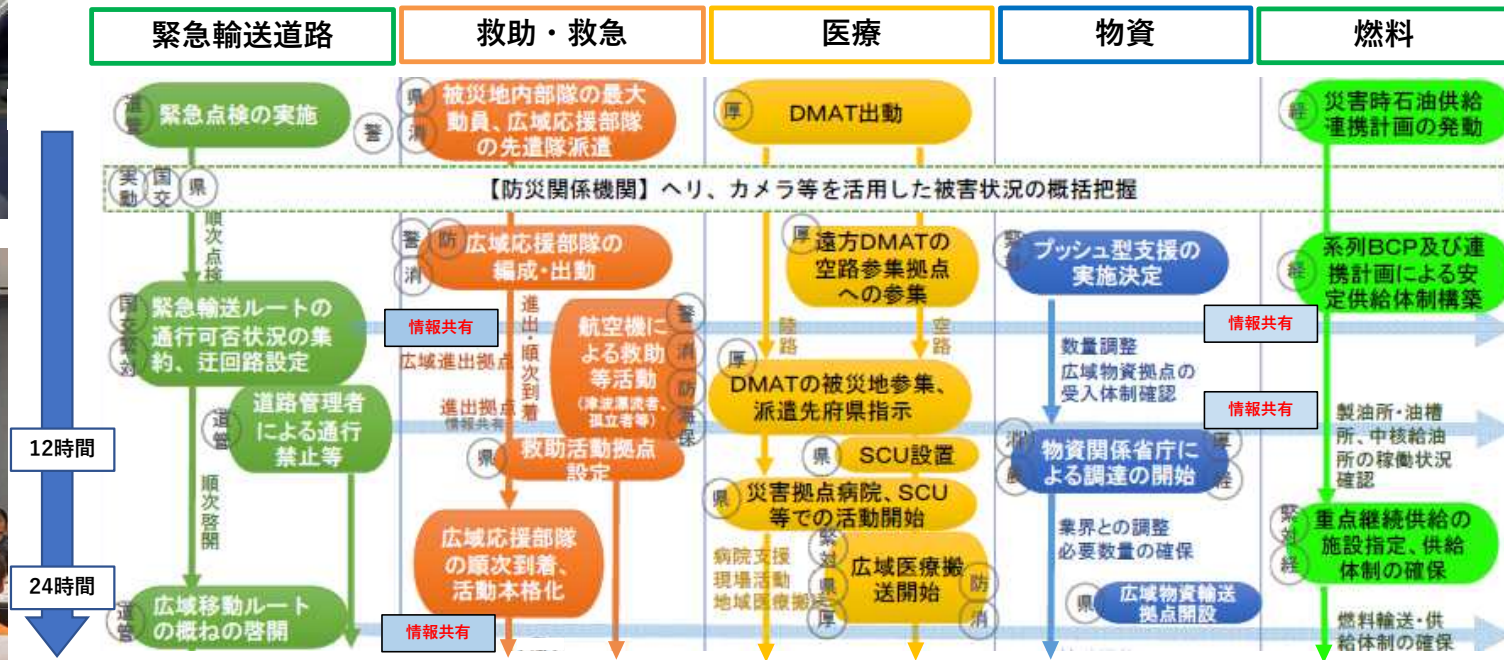 緊急輸送道路
救助・救急
医療
物資
燃料
道
管
緊急点検の実施
県
警
消
被災地内部隊の最大
動員、広域応援部隊
の先遣隊派遣
厚
DMAT出動
経
災害時石油供給
連携計画の発動
実動
国交
県
【防災関係機関】ヘリ、カメラ等を活用した被害状況の概括把握
順次点検
警
防
消
広域応援部隊の
編成・出動
厚
遠方DMATの
空路参集拠点
への参集
緊対
プッシュ型支援の
実施決定
経
系列BCP及び連
携計画による安
定供給体制構築
国交
緊対
緊急輸送ルートの
通行可否状況の集
約、迂回路設定
情報共有
広域進出拠点
進出・順次到着
進出拠点
情報共有
航空機に
よる救助
等活動
(津波漂流者、
孤立者等)
警
消
防
海保
陸路
空路
厚
DMATの被災地参集、
派遣先府県指示
数量調整
広域物資拠点の
受入体制確認
情報共有
情報共有
製油所・油槽
所、中核給油
所の稼働状況
確認
道管
道路管理者
による通行
禁止等
12時間
県
救助活動拠点
設定
県
SCU設置
消
厚
経
物資関係省庁に
よる調達の開始
順次啓開
県
災害拠点病院、SCU
等での活動開始
広域応援部隊
の順次到着、
活動本格化
病院支援
現場活動
地域医療搬送
緊対
県
厚
広域医療搬
送開始
防
消
業界との調整
必要数量の確保
県
広域物資輸送
拠点開設
緊対
経
重点継続供給の
施設指定、供給
体制の確保
24時間
道管
広域移動ルート
の概ねの啓開
情報共有
燃料輸送・供
給体制の確保